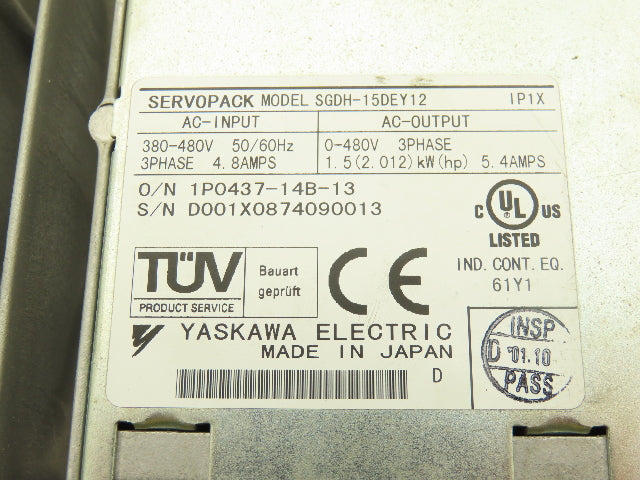 SERVOPACK MODEL SGDH-15DEY12 IP1X
AC-INPUT AC-OUTPUT
380-480V 50/60Hz 0-480V 3PHASE
3PHASE 4.8AMPS 1.5(2.012)kW(hp) 5.4AMPS
O/N 1P0437-14B-13
S/N D001X0874090013
C UL US
LISTED
IND. CONT. EQ.
61Y1
TÜV
PRODUCT SERVICE
Bauart
geprüft
CE
YASKAWA ELECTRIC
MADE IN JAPAN
D
INSP
D '01.10
PASS